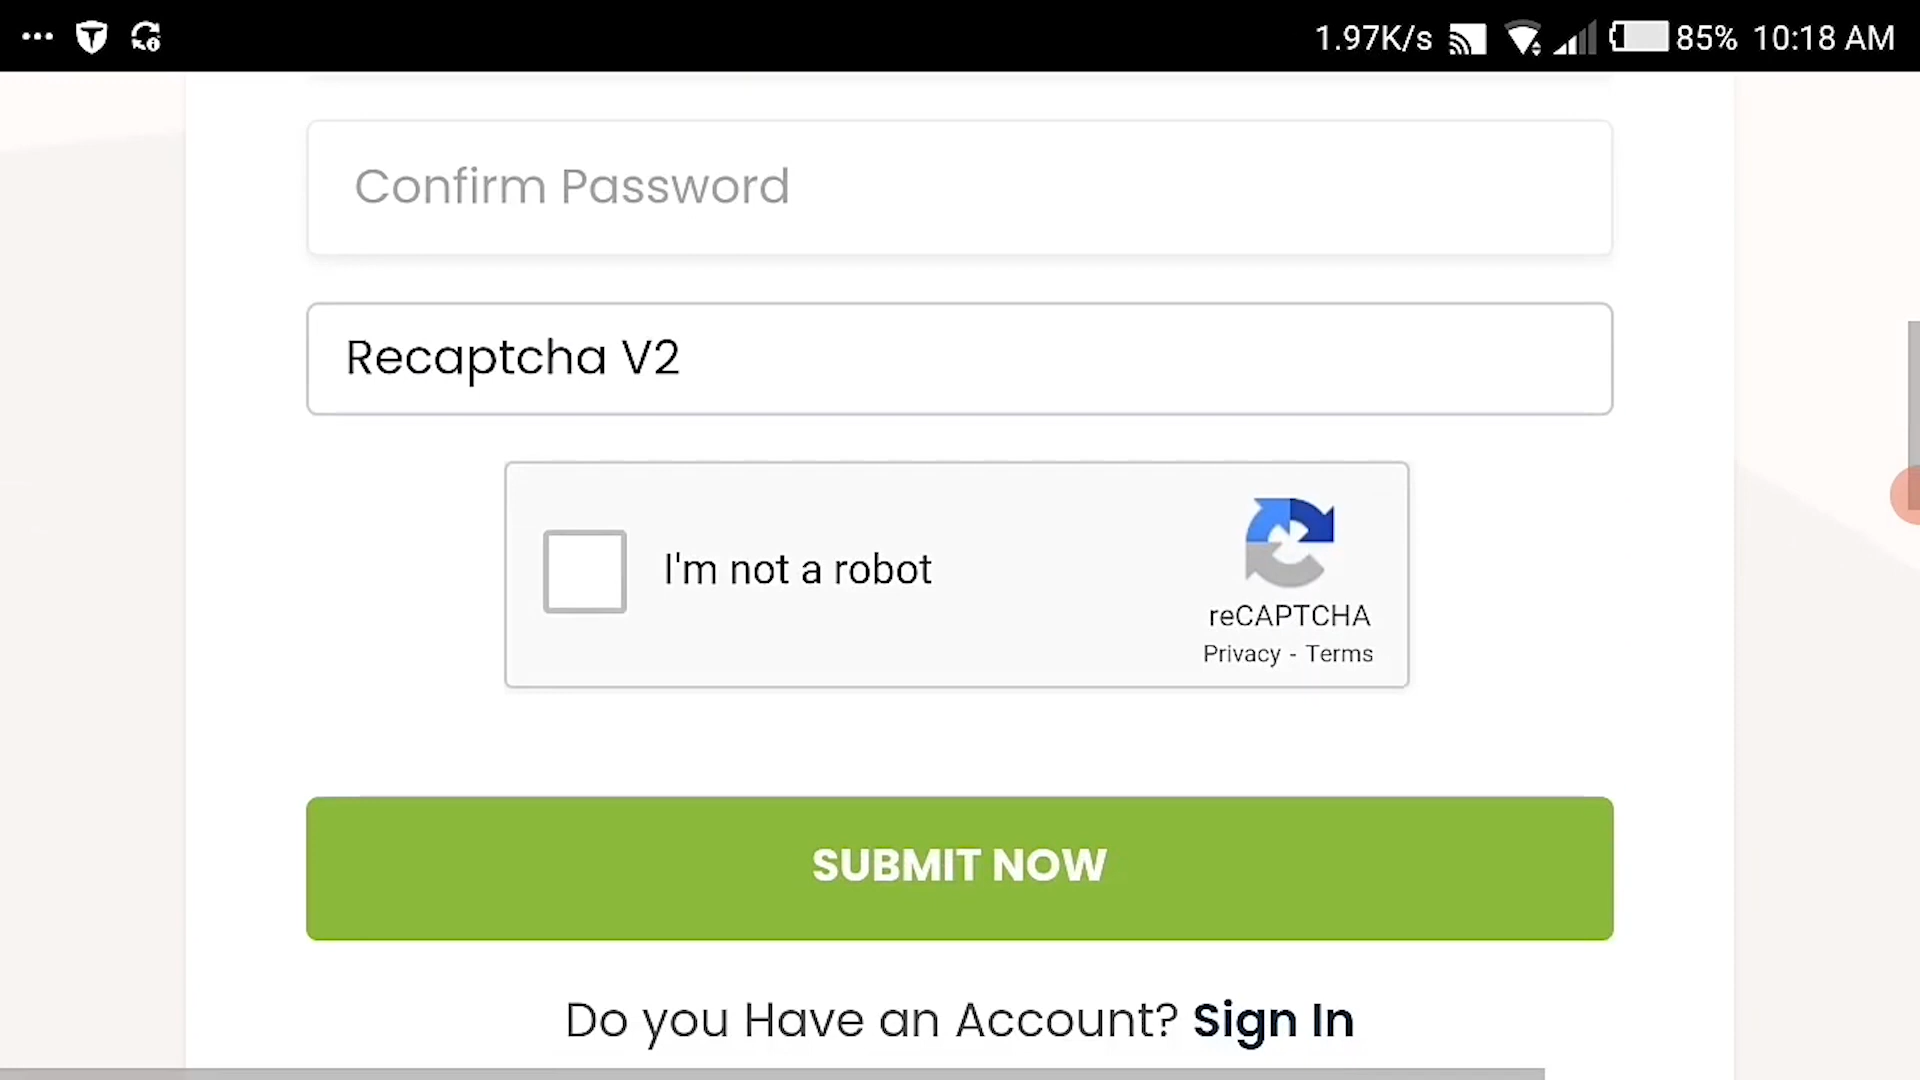 1.97K/s 85% 10:18 AM
Confirm Password
Recaptcha V2
I'm not a robot
reCAPTCHA
Privacy - Terms
SUBMIT NOW
Do you Have an Account? Sign In